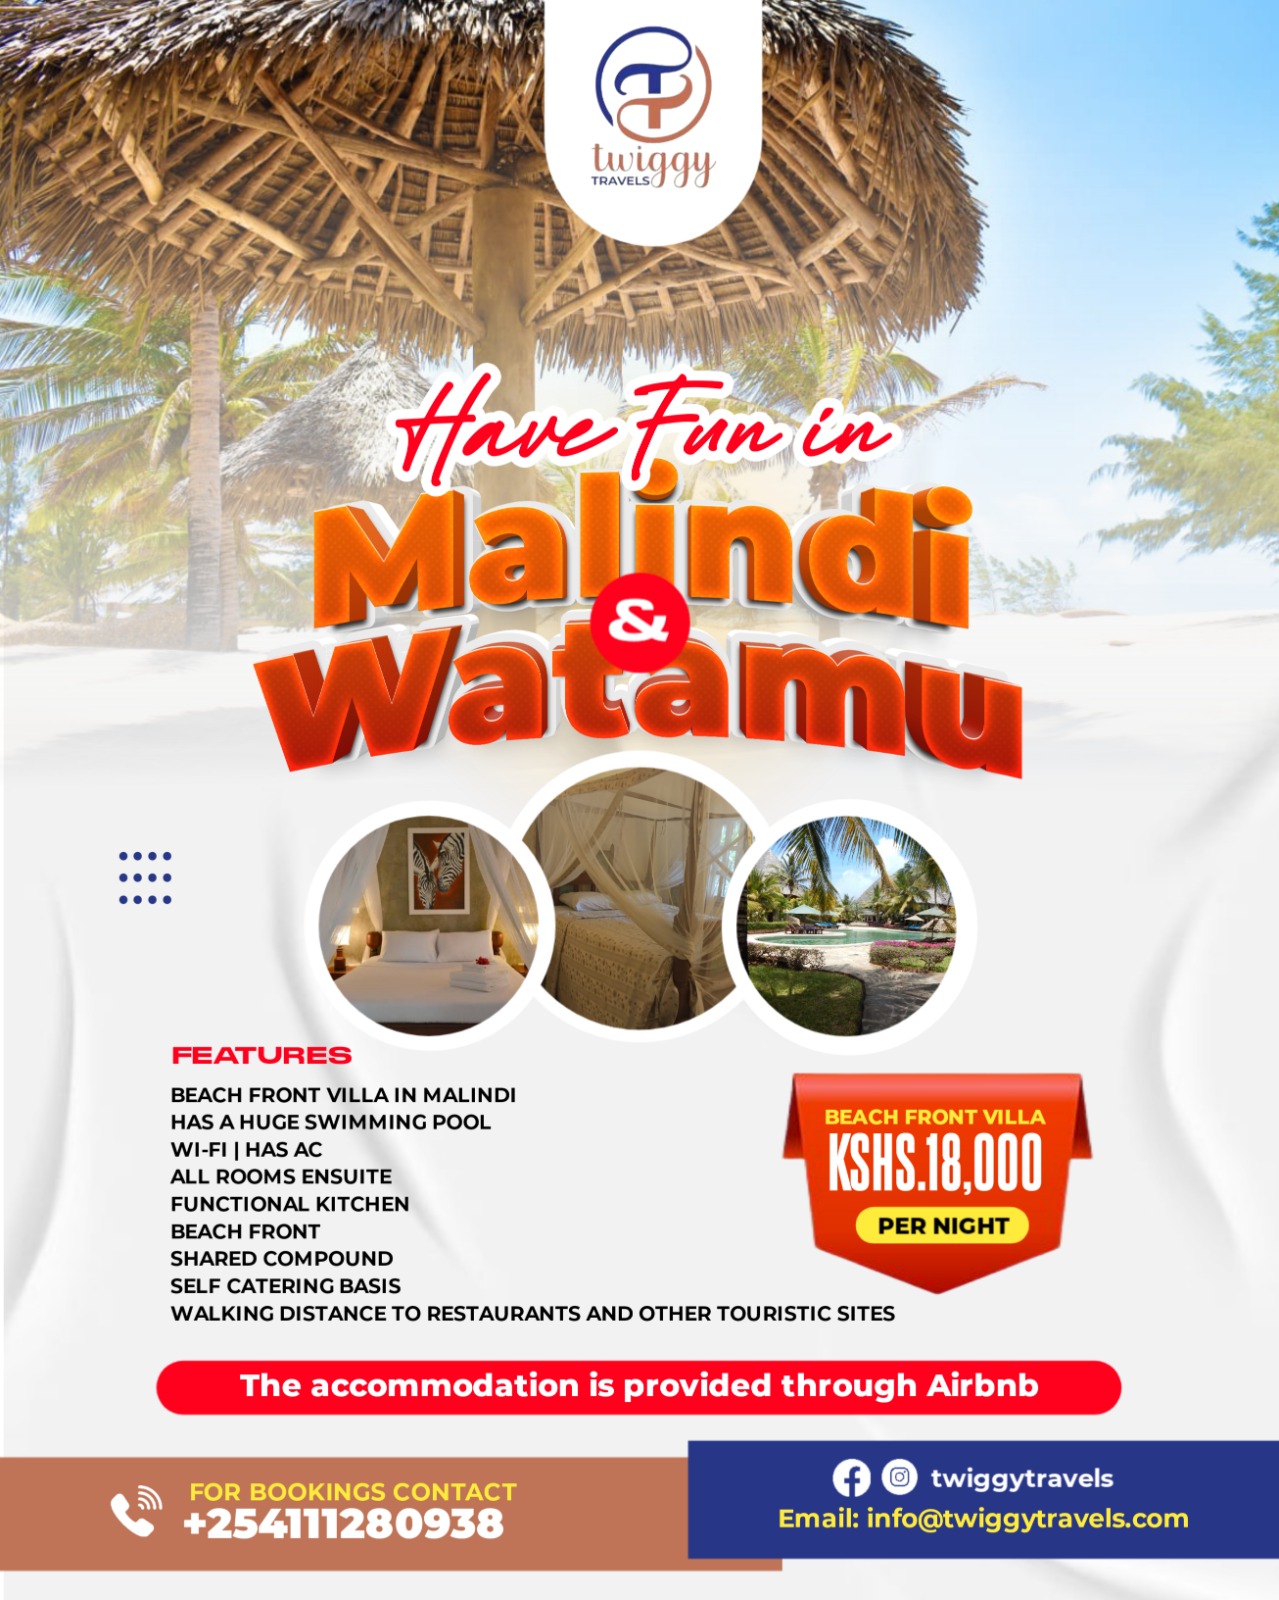 twiggy
TRAVELS
Have Fun in
Malindi
&
Watamu
FEATURES
BEACH FRONT VILLA IN MALINDI
HAS A HUGE SWIMMING POOL
WI-FI | HAS AC
ALL ROOMS ENSUITE
FUNCTIONAL KITCHEN
BEACH FRONT
SHARED COMPOUND
SELF CATERING BASIS
WALKING DISTANCE TO RESTAURANTS AND OTHER TOURISTIC SITES
BEACH FRONT VILLA
KSHS.18,000
PER NIGHT
The accommodation is provided through Airbnb
FOR BOOKINGS CONTACT
+254111280938
twiggytravels
Email: info@twiggytravels.com